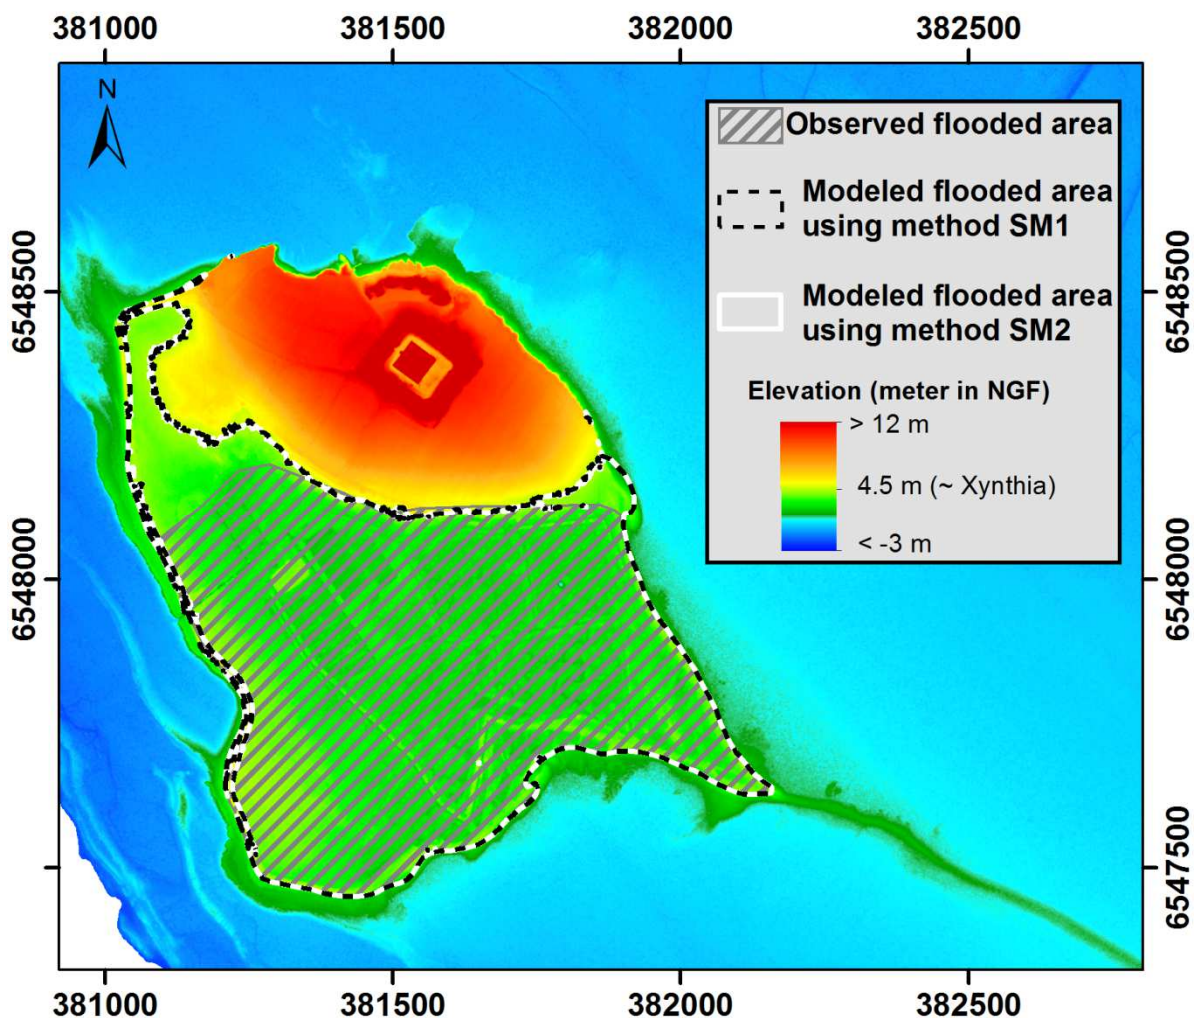 381000 381500 382000 382500
N
Observed flooded area
Modeled flooded area
using method SM1
Modeled flooded area
using method SM2
Elevation (meter in NGF)
> 12 m
4.5 m (~ Xynthia)
< -3 m
6548500 6548500
6548000 6548000
6547500 6547500
381000 381500 382000 382500